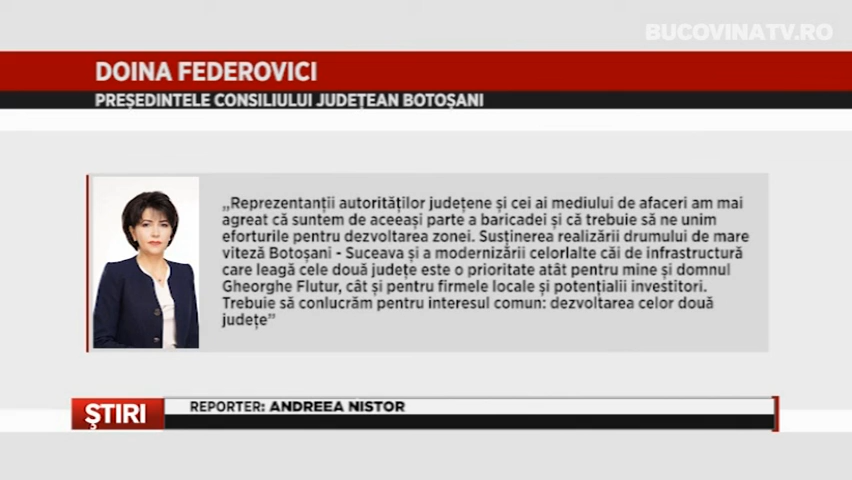 BUCOVINATV.RO
DOINA FEDEROVICI
PREȘEDINTELE CONSILIULUI JUDEȚEAN BOTOȘANI
„Reprezentanții autorităților județene și cei ai mediului de afaceri am mai
agreat că suntem de aceeași parte a baricadei și că trebuie să ne unim
eforturile pentru dezvoltarea zonei. Susținerea realizării drumului de mare
viteză Botoșani - Suceava și a modernizării celorlalte căi de infrastructură
care leagă cele două județe este o prioritate atât pentru mine și domnul
Gheorghe Flutur, cât și pentru firmele locale și potențialii investitori.
Trebuie să conlucrăm pentru interesul comun: dezvoltarea celor două
județe”
ȘTIRI
REPORTER: ANDREEA NISTOR